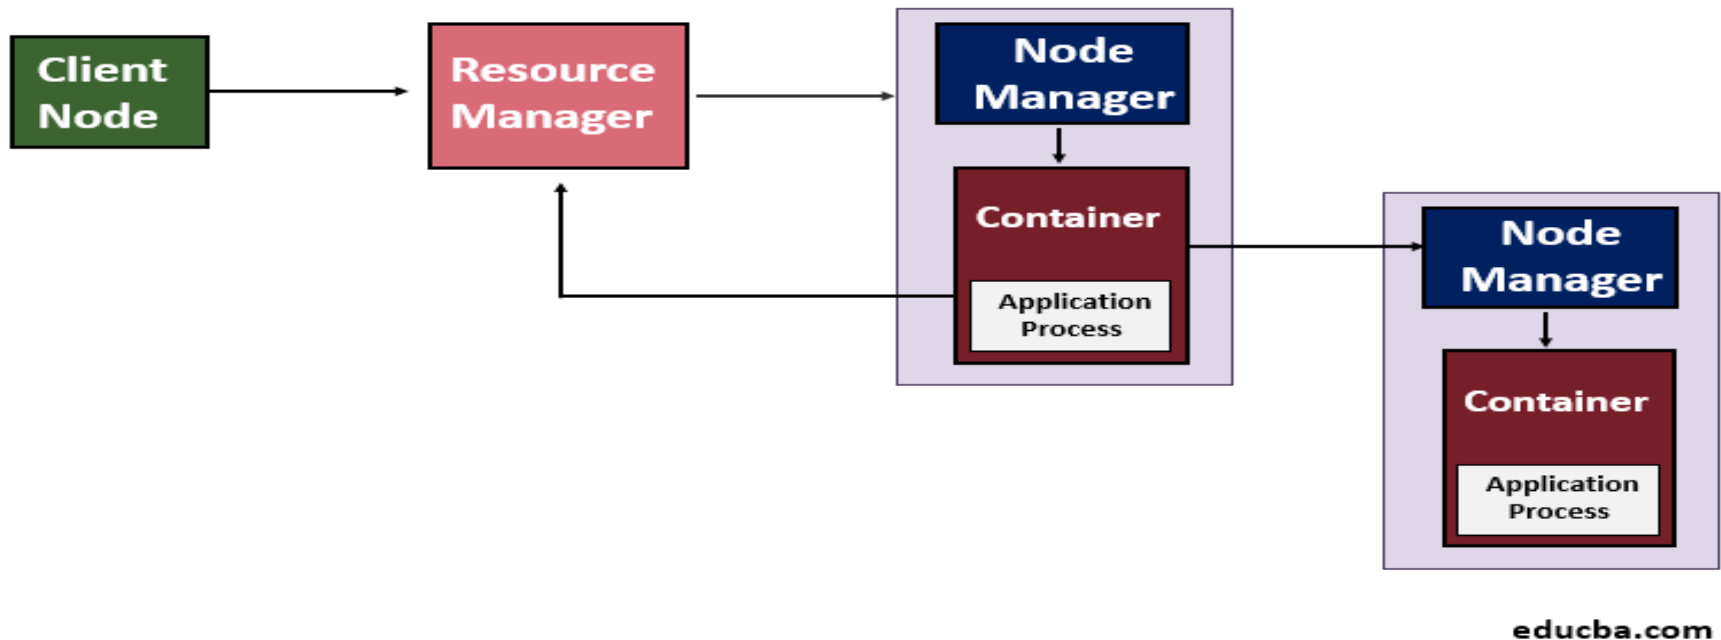 Client
Node
Resource
Manager
Node
Manager
Container
Application
Process
Node
Manager
Container
Application
Process
educba.com